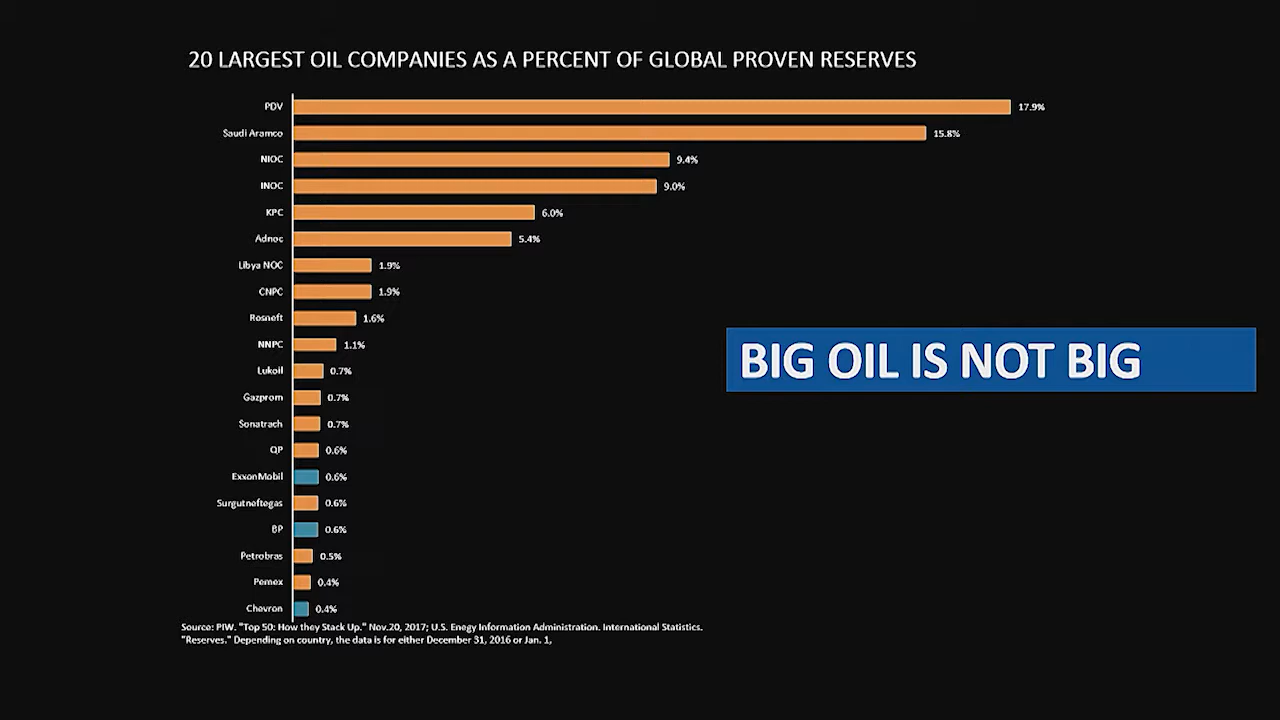 20 LARGEST OIL COMPANIES AS A PERCENT OF GLOBAL PROVEN RESERVES
PDV 17.9%
Saudi Aramco 15.8%
NIOC 9.4%
INOC 9.0%
KPC 6.0%
Adnoc 5.4%
Libya NOC 1.9%
CNPC 1.9%
Rosneft 1.6%
NNPC 1.1%
BIG OIL IS NOT BIG
Lukoil 0.7%
Gazprom 0.7%
Sonatrach 0.7%
QP 0.6%
ExxonMobil 0.6%
Surgutneftegas 0.6%
BP 0.6%
Petrobras 0.5%
Pemex 0.4%
Chevron 0.4%
Source: PIW. "Top 50: How they Stack Up." Nov.20, 2017; U.S. Enegy Information Administration. International Statistics.
"Reserves." Depending on country, the data is for either December 31, 2016 or Jan. 1,